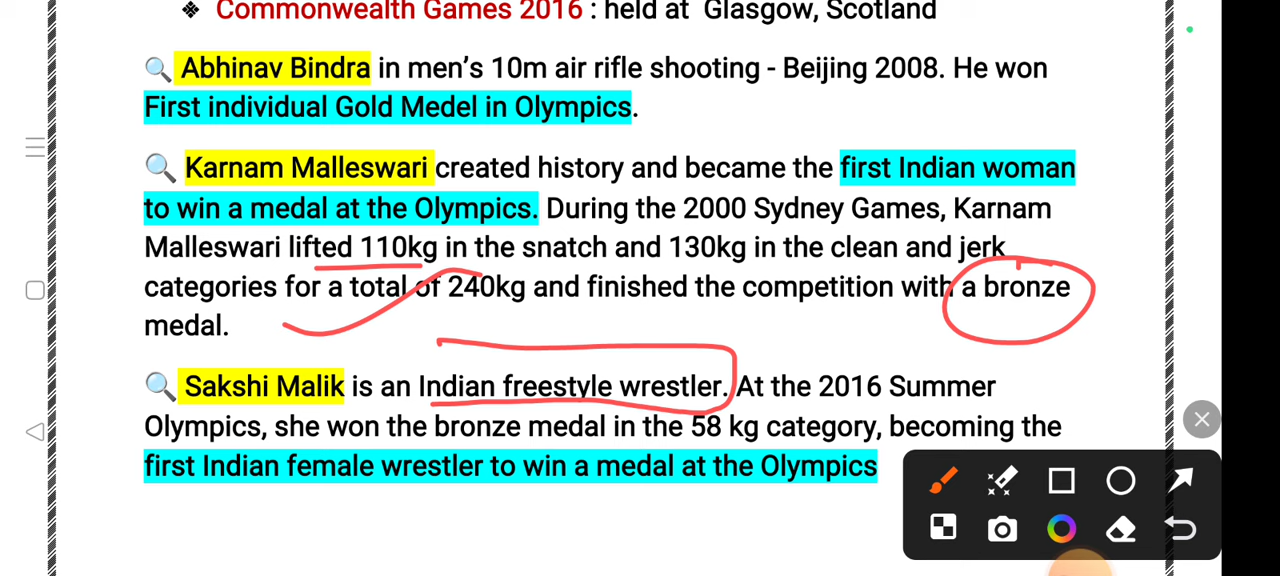 ❖ Commonwealth Games 2016 : held at Glasgow, Scotland
Abhinav Bindra in men's 10m air rifle shooting - Beijing 2008. He won
First individual Gold Medel in Olympics.
Karnam Malleswari created history and became the first Indian woman
to win a medal at the Olympics. During the 2000 Sydney Games, Karnam
Malleswari lifted 110kg in the snatch and 130kg in the clean and jerk
categories for a total of 240kg and finished the competition with a bronze
medal.
Sakshi Malik is an Indian freestyle wrestler. At the 2016 Summer
Olympics, she won the bronze medal in the 58 kg category, becoming the
first Indian female wrestler to win a medal at the Olympics